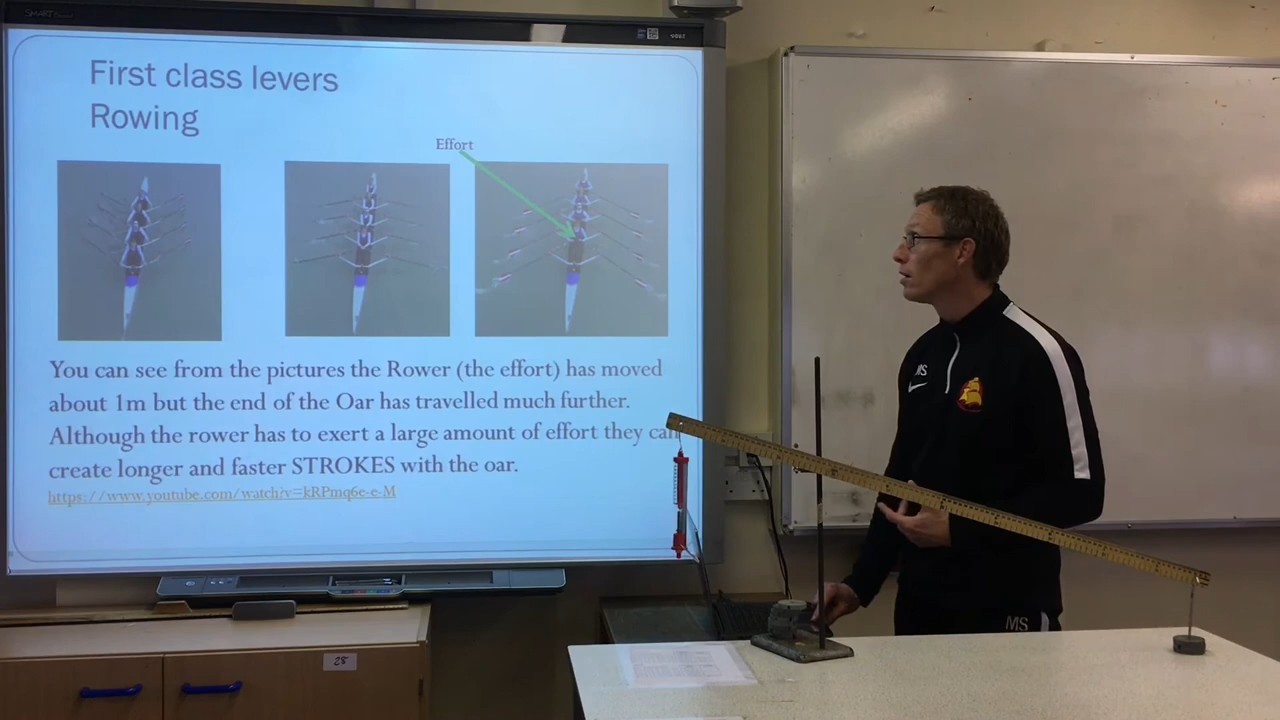 SMART
First class levers
Rowing
Effort
You can see from the pictures the Rower (the effort) has moved
about 1m but the end of the Oar has travelled much further.
Although the rower has to exert a large amount of effort they can
create longer and faster STROKES with the oar.
https://www.youtube.com/watch?v=kRPmq6e-e-M
MS
MS
28